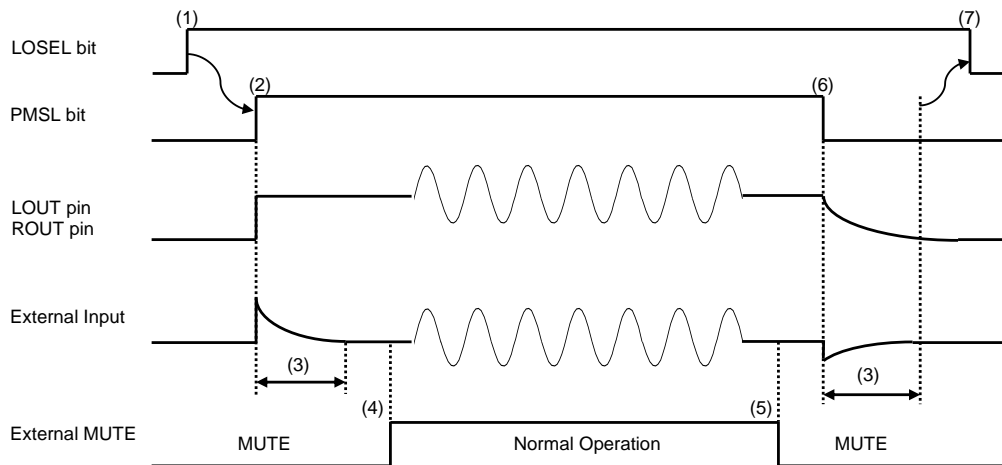 (1)
(7)
LOSEL bit
(2)
(6)
PMSL bit
LOUT pin
ROUT pin
External Input
(3)
(3)
(4)
(5)
External MUTE
MUTE
Normal Operation
MUTE